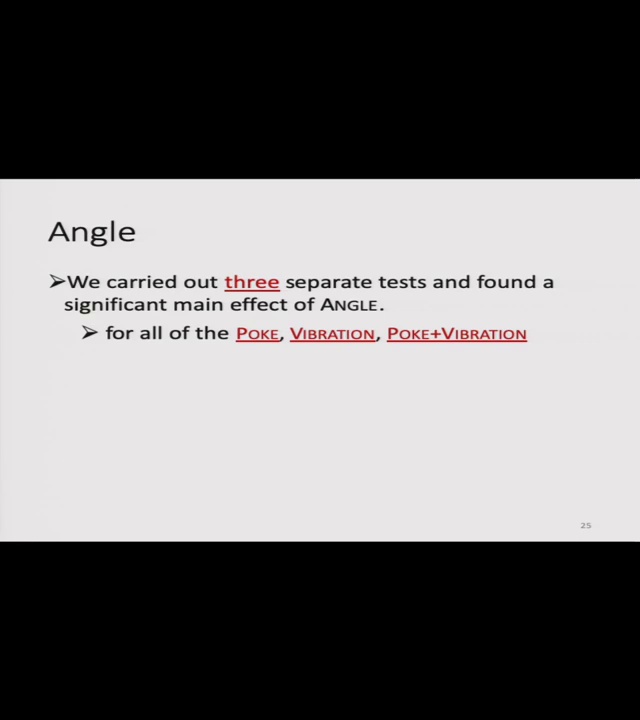 Angle
➢We carried out three separate tests and found a
significant main effect of ANGLE.
➢ for all of the POKE, VIBRATION, POKE+VIBRATION
25